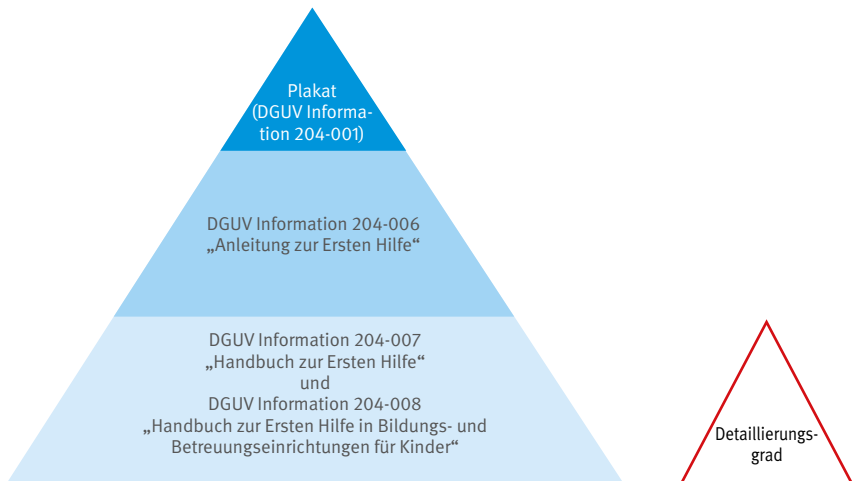 Plakat
(DGUV Informa-
tion 204-001)
DGUV Information 204-006
„Anleitung zur Ersten Hilfe“
DGUV Information 204-007
„Handbuch zur Ersten Hilfe“
und
DGUV Information 204-008
„Handbuch zur Ersten Hilfe in Bildungs- und
Betreuungseinrichtungen für Kinder“
Detaillierungs-
grad